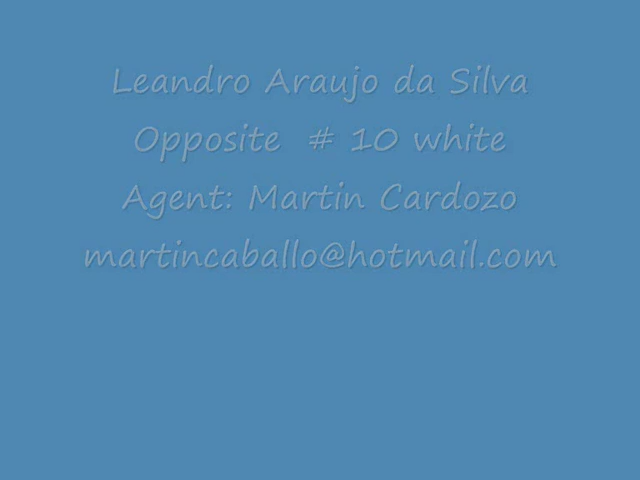 Leandro Araujo da Silva
Opposite # 10 white
Agent: Martin Cardozo
martincaballo@hotmail.com